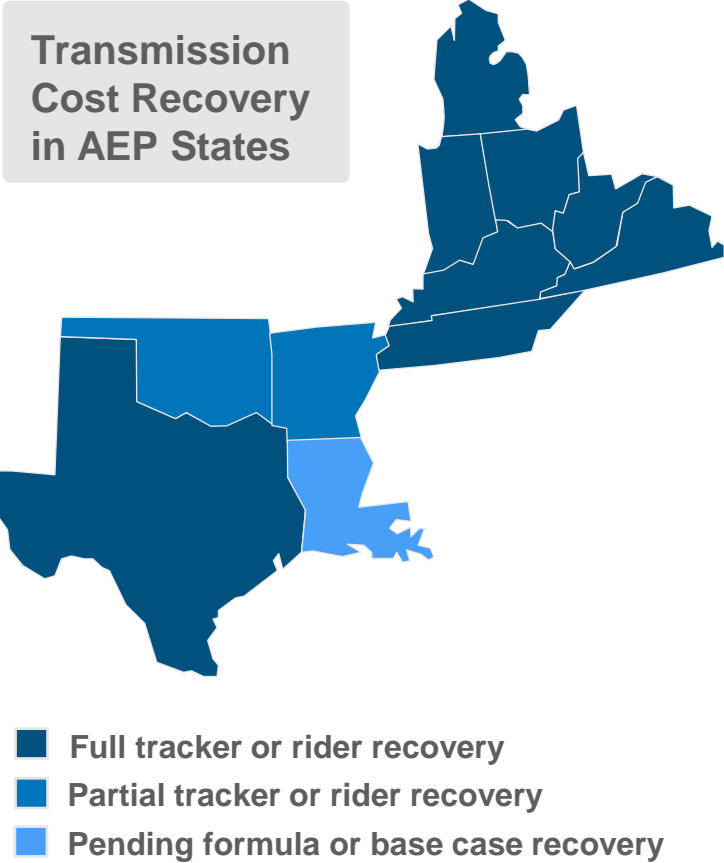 Transmission
Cost Recovery
in AEP States
Full tracker or rider recovery
Partial tracker or rider recovery
Pending formula or base case recovery